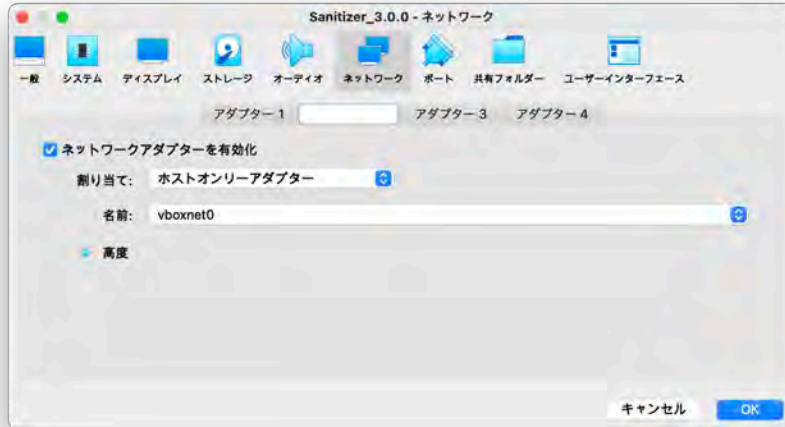 Sanitizer_3.0.0 - ネットワーク
一般 システム ディスプレイ ストレージ オーディオ ネットワーク ポート 共有フォルダー ユーザーインターフェース
アダプター 1 アダプター 3 アダプター 4
ネットワークアダプターを有効化
割り当て: ホストオンリーアダプター
名前: vboxnet0
高度
キャンセル OK